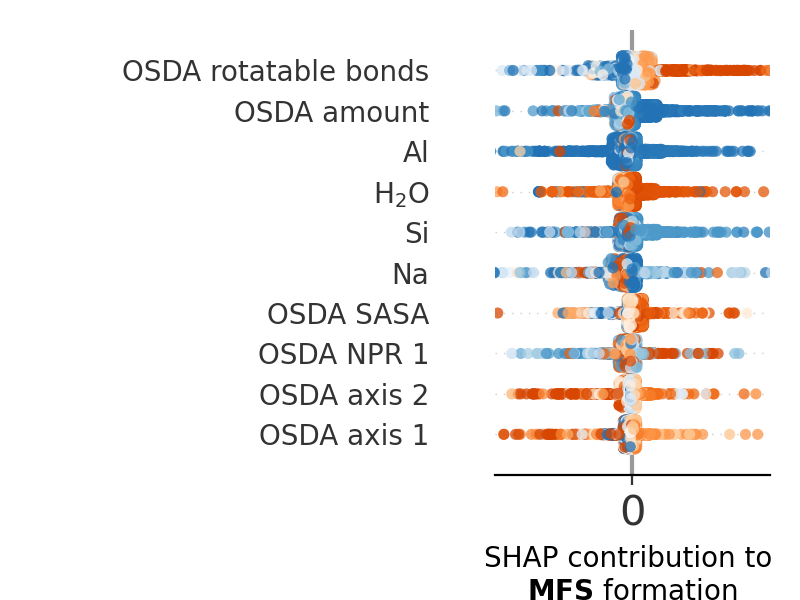 OSDA rotatable bonds
OSDA amount
Al
H₂O
Si
Na
OSDA SASA
OSDA NPR 1
OSDA axis 2
OSDA axis 1
0
SHAP contribution to
MFS formation